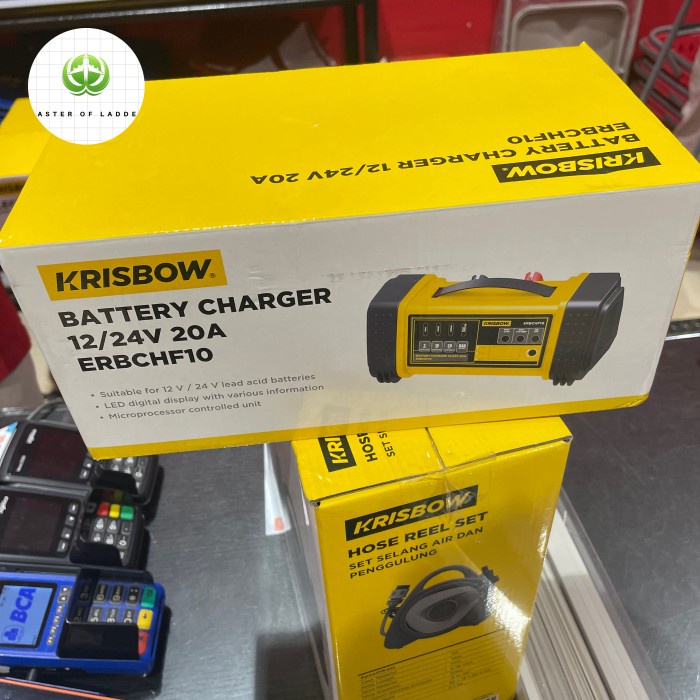 ASTER OF LADDE
KRISBOW
BATTERY CHARGER 12/24V 20A
ERBCHF10
KRISBOW
BATTERY CHARGER
12/24V 20A
ERBCHF10
• Suitable for 12 V / 24 V lead acid batteries
• LED digital display with various information
• Microprocessor controlled unit
KRISBOW
ERBCHF10
KRISBOW
HOSE REEL SET
SET SELANG AIR DAN
PENGGULUNG
BCA